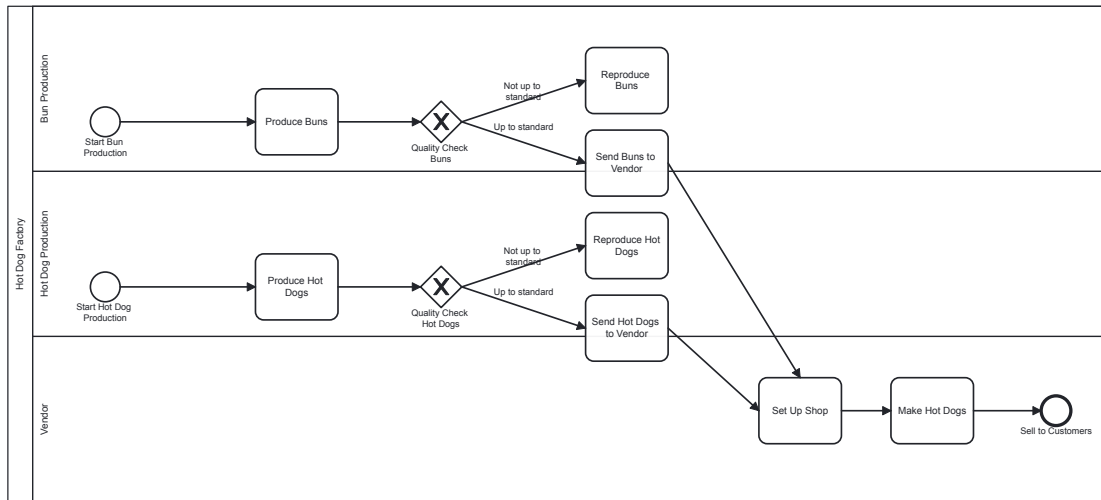 Hot Dog Factory
Bun Production
Start Bun
Production
Produce Buns
Quality Check
Buns
Not up to
standard
Up to standard
Reproduce
Buns
Send Buns to
Vendor
Hot Dog Production
Start Hot Dog
Production
Produce Hot
Dogs
X
Quality Check
Hot Dogs
Not up to
standard
Up to standard
Reproduce Hot
Dogs
Send Hot Dogs
to Vendor
Vendor
Set Up Shop
Make Hot Dogs
Sell to Customers